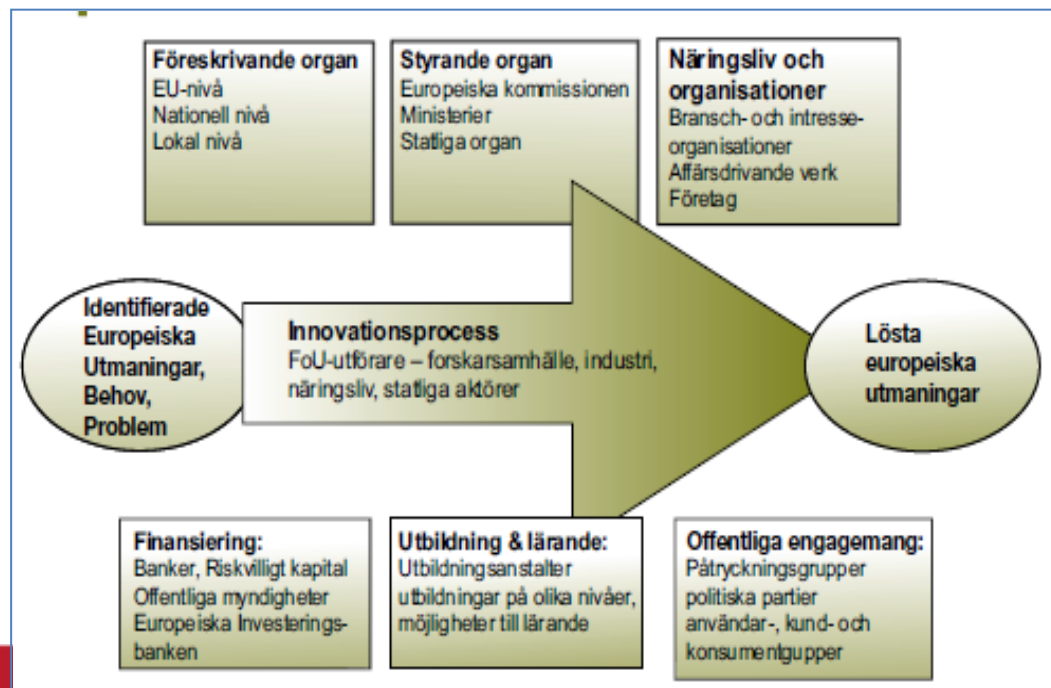 Föreskrivande organ
EU-nivå
Nationell nivå
Lokal nivå
Styrande organ
Europeiska kommissionen
Ministerier
Statliga organ
Näringsliv och
organisationer
Bransch- och intresse-
organisationer
Affärsdrivande verk
Företag
Identifierade
Europeiska
Utmaningar,
Behov,
Problem
Innovationsprocess
FoU-utförare – forskarsamhälle, industri,
näringsliv, statliga aktörer
Lösta
europeiska
utmaningar
Finansiering:
Banker, Riskvilligt kapital
Offentliga myndigheter
Europeiska Investerings-
banken
Utbildning & lärande:
Utbildningsanstalter
utbildningar på olika nivåer,
möjligheter till lärande
Offentliga engagemang:
Påtryckningsgrupper
politiska partier
användar-, kund- och
konsumentgupper